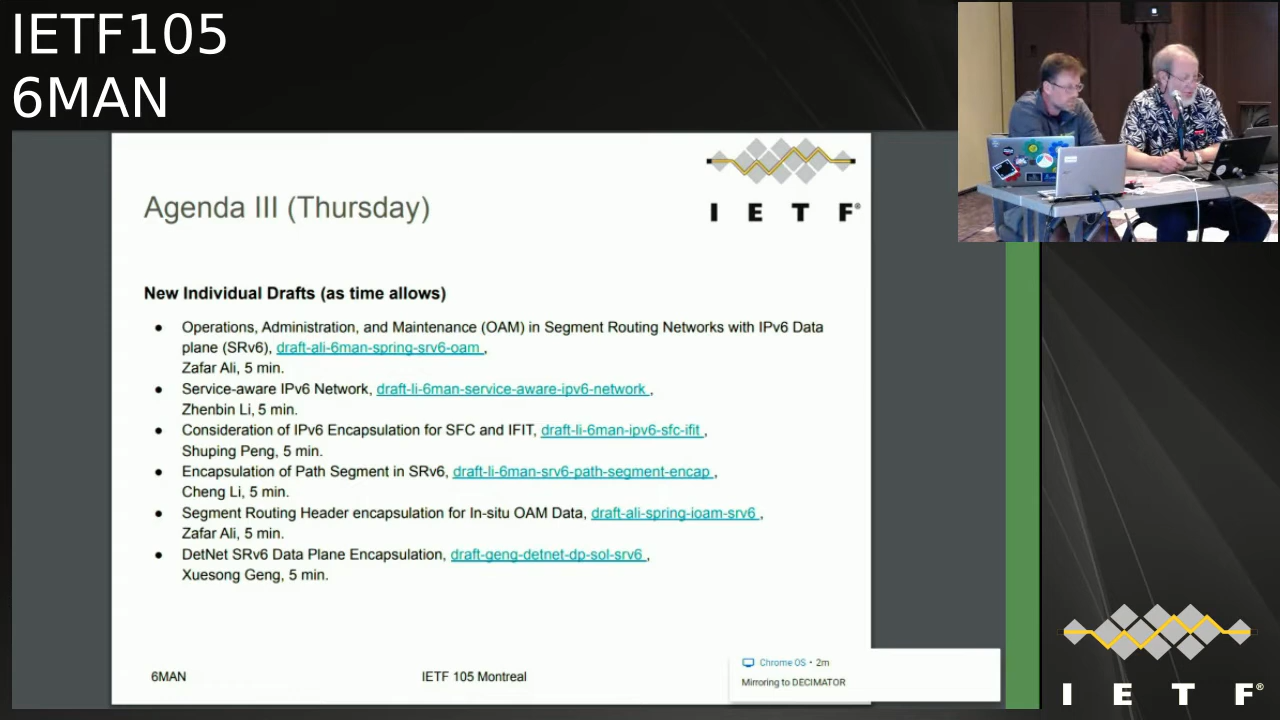 IETF105
6MAN
I E T F®
Agenda III (Thursday)
New Individual Drafts (as time allows)
● Operations, Administration, and Maintenance (OAM) in Segment Routing Networks with IPv6 Data
plane (SRv6), draft-ali-6man-spring-srv6-oam ,
Zafar Ali, 5 min.
● Service-aware IPv6 Network, draft-li-6man-service-aware-ipv6-network ,
Zhenbin Li, 5 min.
● Consideration of IPv6 Encapsulation for SFC and IFIT, draft-li-6man-ipv6-sfc-ifit ,
Shuping Peng, 5 min.
● Encapsulation of Path Segment in SRv6, draft-li-6man-srv6-path-segment-encap ,
Cheng Li, 5 min.
● Segment Routing Header encapsulation for In-situ OAM Data, draft-ali-spring-ioam-srv6 ,
Zafar Ali, 5 min.
● DetNet SRv6 Data Plane Encapsulation, draft-geng-detnet-dp-sol-srv6 ,
Xuesong Geng, 5 min.
6MAN
IETF 105 Montreal
Chrome OS • 2m
Mirroring to DECIMATOR
I E T F®